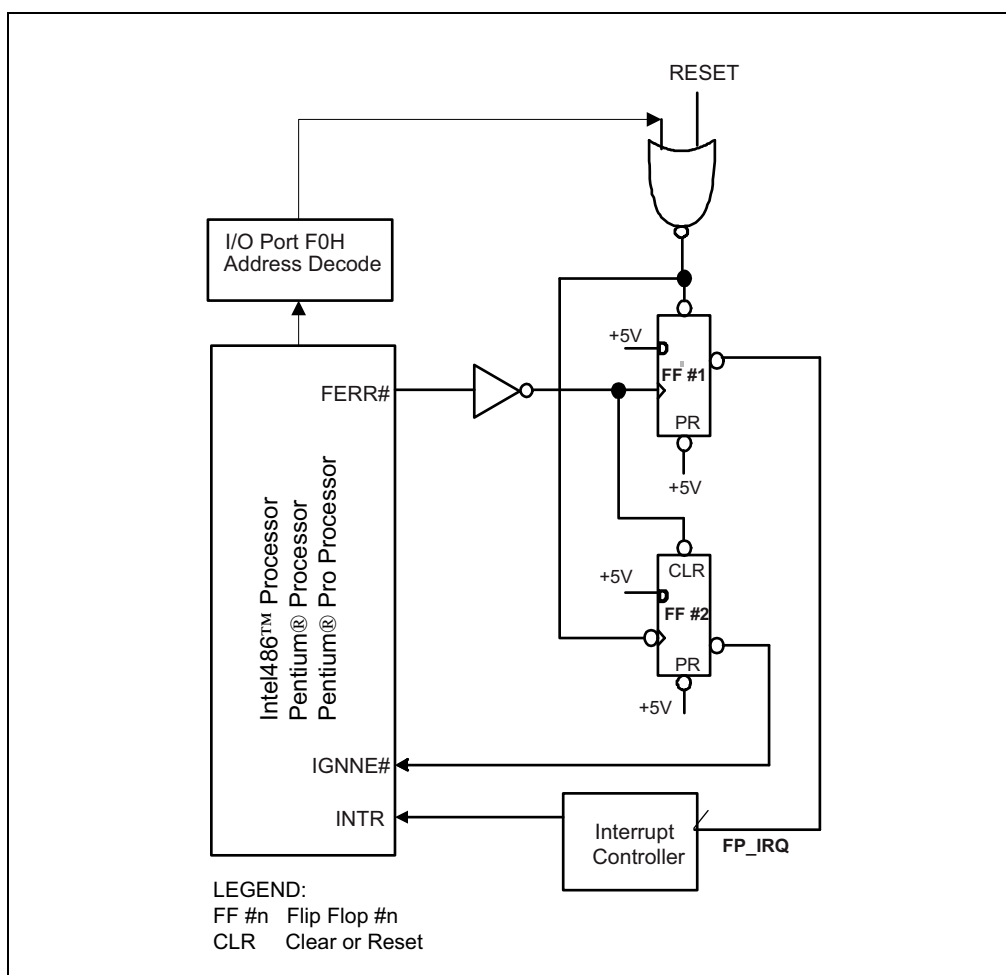 RESET
I/O Port F0H
Address Decode
+5V
FF #1
FERR#
PR
+5V
Intel486™ Processor
Pentium® Processor
Pentium® Pro Processor
CLR
+5V
FF #2
PR
+5V
IGNNE#
INTR
Interrupt
Controller
FP_IRQ
LEGEND:
FF #n Flip Flop #n
CLR Clear or Reset